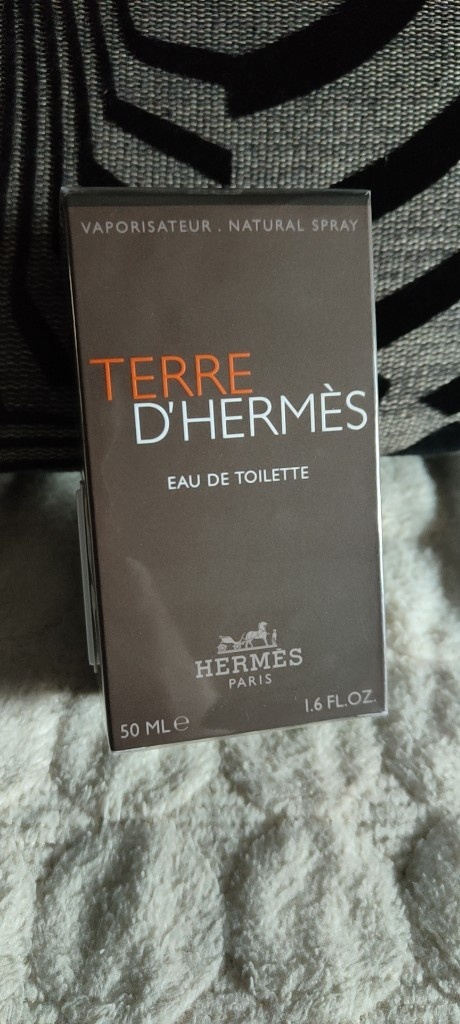 VAPORISATEUR . NATURAL SPRAY
TERRE
D'HERMÈS
EAU DE TOILETTE
HERMÈS
PARIS
50 ML ℮
1.6 FL.OZ.